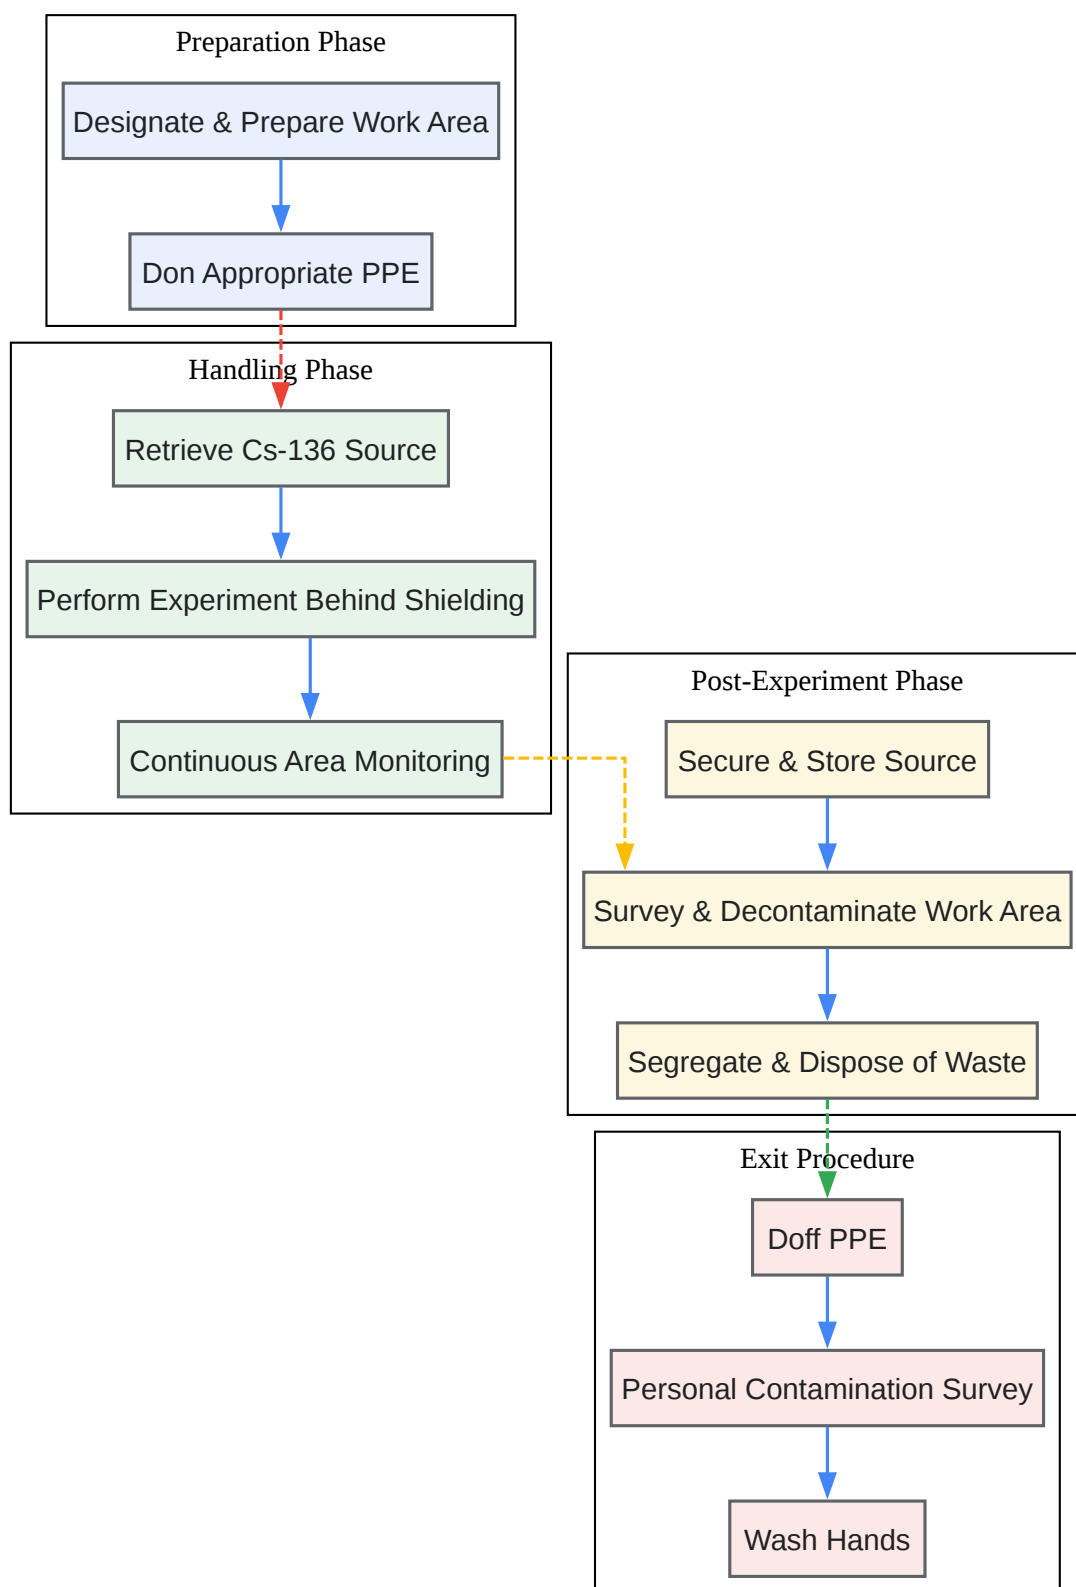 Preparation Phase
Designate & Prepare Work Area
Don Appropriate PPE
Handling Phase
Retrieve Cs-136 Source
Perform Experiment Behind Shielding
Continuous Area Monitoring
Post-Experiment Phase
Secure & Store Source
Survey & Decontaminate Work Area
Segregate & Dispose of Waste
Exit Procedure
Doff PPE
Personal Contamination Survey
Wash Hands